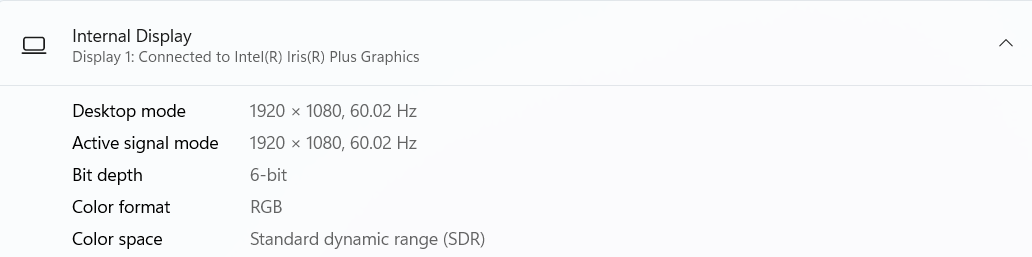 Internal Display
Display 1: Connected to Intel(R) Iris(R) Plus Graphics
Desktop mode 1920 × 1080, 60.02 Hz
Active signal mode 1920 × 1080, 60.02 Hz
Bit depth 6-bit
Color format RGB
Color space Standard dynamic range (SDR)